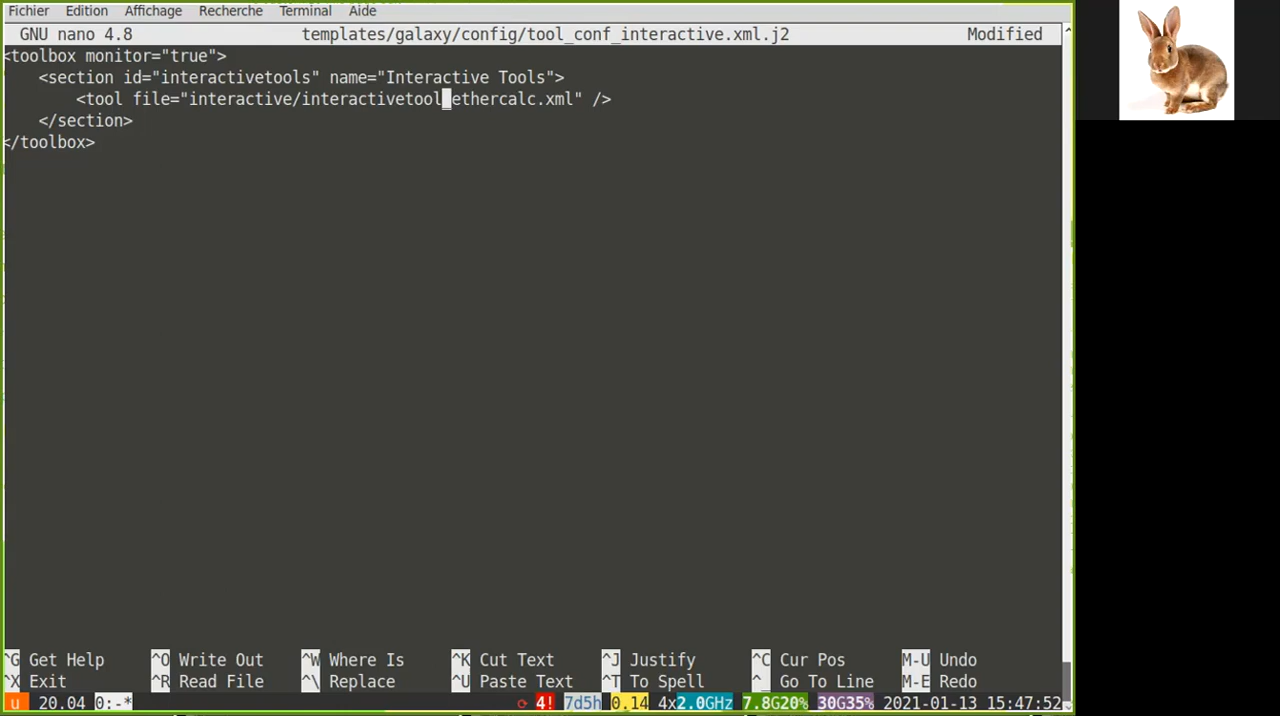 Fichier Edition Affichage Recherche Terminal Aide
GNU nano 4.8 templates/galaxy/config/tool_conf_interactive.xml.j2 Modified
<toolbox monitor="true">
<section id="interactivetools" name="Interactive Tools">
<tool file="interactive/interactivetool_ethercalc.xml" />
</section>
</toolbox>
^G Get Help ^O Write Out ^W Where Is ^K Cut Text ^J Justify ^C Cur Pos M-U Undo
^X Exit ^R Read File ^\ Replace ^U Paste Text ^T To Spell ^_ Go To Line M-E Redo
u 20.04 0:-* 4! 7d5h 0,14 4x2.0GHz 7.8G20% 30G35% 2021-01-13 15:47:52